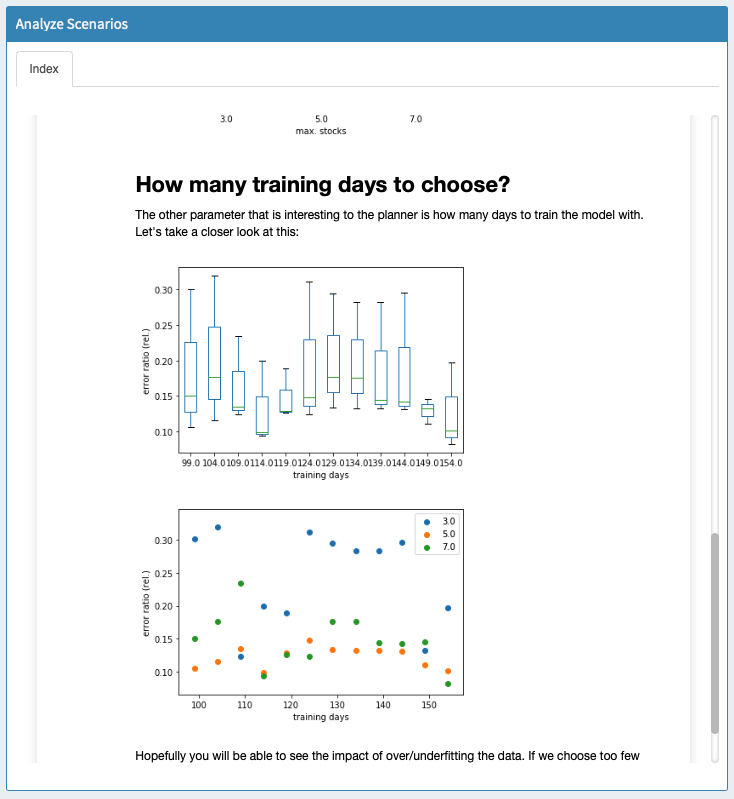 Analyze Scenarios
Index
3.0 5.0 7.0
max. stocks
How many training days to choose?
The other parameter that is interesting to the planner is how many days to train the model with.
Let's take a closer look at this:
0.30
0.25
0.20
0.15
0.10
error ratio (rel.)
99.0 104.0 109.0 114.0 119.0 124.0 129.0 134.0 139.0 144.0 149.0 154.0
training days
3.0
5.0
7.0
0.30
0.25
0.20
0.15
0.10
error ratio (rel.)
100 110 120 130 140 150
training days
Hopefully you will be able to see the impact of over/underfitting the data. If we choose too few